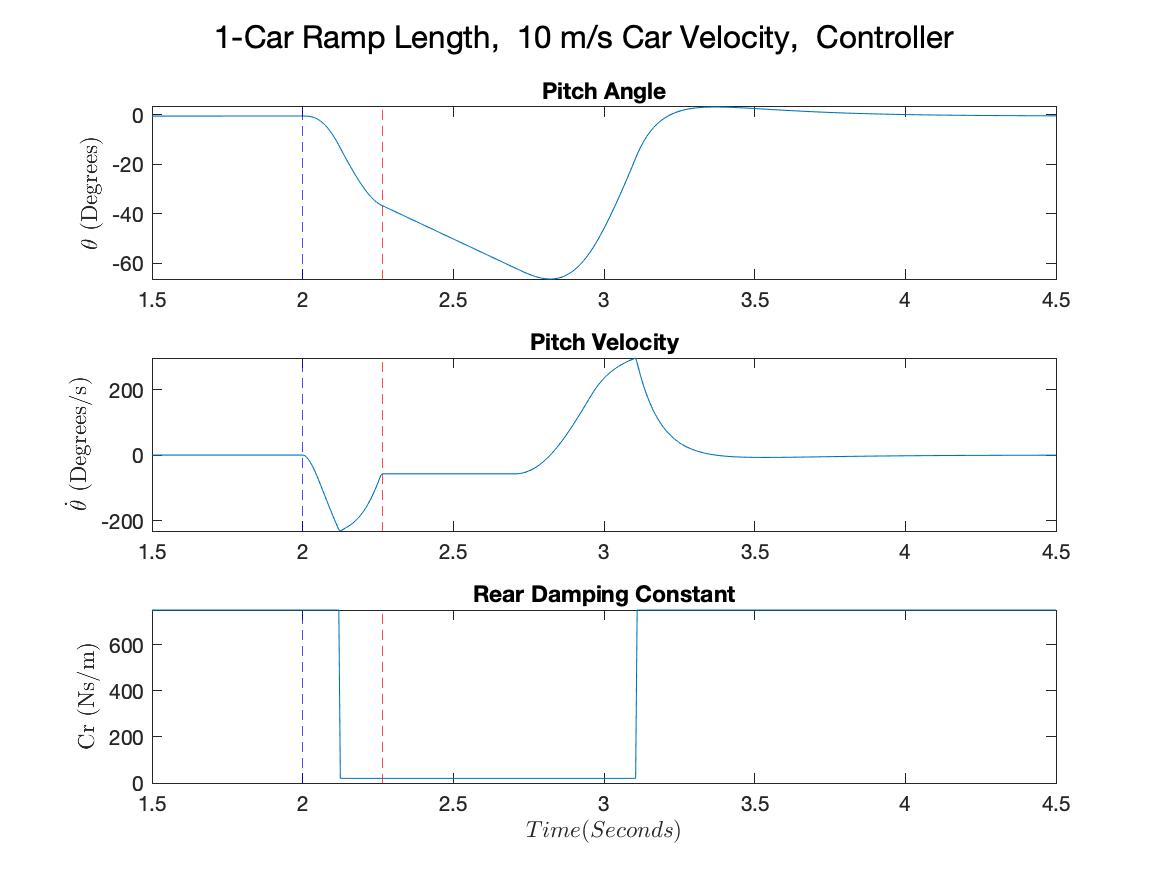 1-Car Ramp Length, 10 m/s Car Velocity, Controller
Pitch Angle
θ (Degrees)
0
-20
-40
-60
1.5 2 2.5 3 3.5 4 4.5
Pitch Velocity
θ̇ (Degrees/s)
200
0
-200
1.5 2 2.5 3 3.5 4 4.5
Rear Damping Constant
Cr (Ns/m)
600
400
200
0
1.5 2 2.5 3 3.5 4 4.5
Time(Seconds)